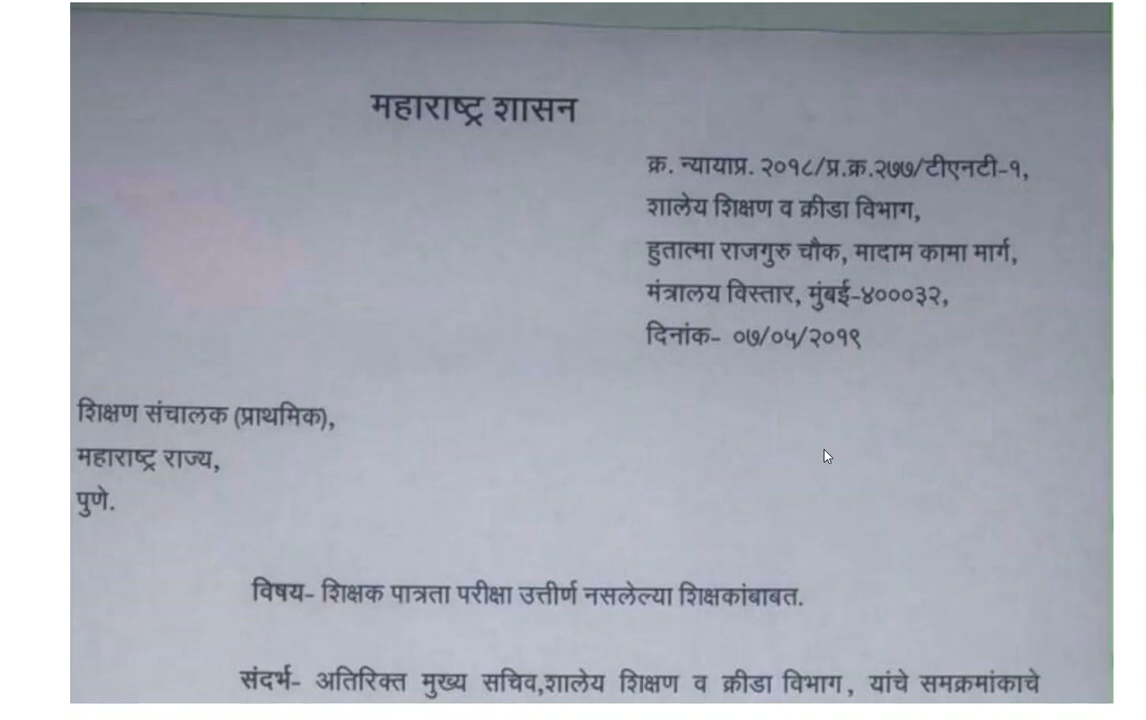 महाराष्ट्र शासन
क्र. न्यायाप्र. २०१८/प्र.क्र.२७७/टीएनटी-१,
शालेय शिक्षण व क्रीडा विभाग,
हुतात्मा राजगुरु चौक, मादाम कामा मार्ग,
मंत्रालय विस्तार, मुंबई-४०००३२,
दिनांक- ०७/०५/२०१९
शिक्षण संचालक (प्राथमिक),
महाराष्ट्र राज्य,
पुणे.
विषय- शिक्षक पात्रता परीक्षा उत्तीर्ण नसलेल्या शिक्षकांबाबत.
संदर्भ- अतिरिक्त मुख्य सचिव,शालेय शिक्षण व क्रीडा विभाग, यांचे समक्रमांकाचे